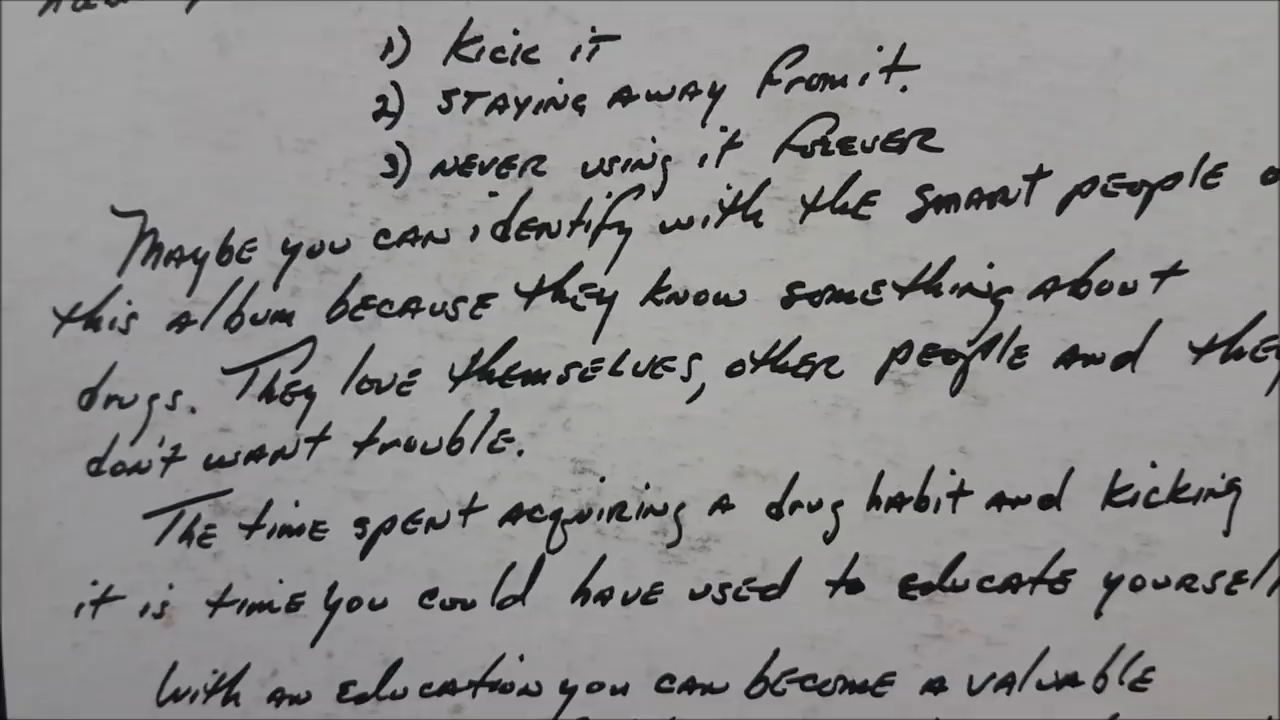 1) Kick it
2) STAYING AWAY From it.
3) NEVER using it FOREVER
MAYBE you CAN identify with the SMART people
this album BECAUSE they know something about
drugs. They love THEMSELVES, other people and they
don't want trouble.
The time spent acquiring a drug habit and kicking
it is time you could have used to educate yourself
With an education you can become a valuable